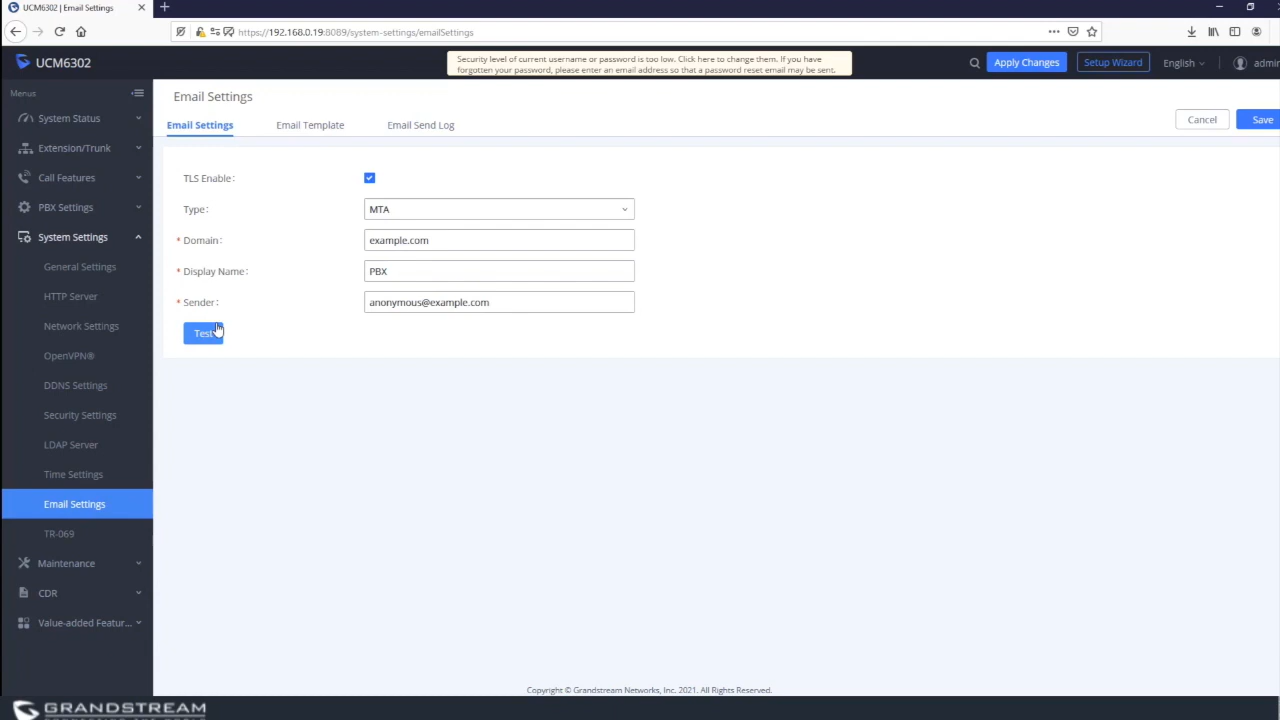 UCM6302 | Email Settings
https://192.168.0.19:8089/system-settings/emailSettings
UCM6302
Security level of current username or password is too low. Click here to change them. If you have
forgotten your password, please enter an email address so that a password reset email may be sent.
Apply Changes
Setup Wizard
English
admin
Menus
System Status
Extension/Trunk
Call Features
PBX Settings
System Settings
General Settings
HTTP Server
Network Settings
OpenVPN®
DDNS Settings
Security Settings
LDAP Server
Time Settings
Email Settings
TR-069
Maintenance
CDR
Value-added Featur...
Email Settings
Email Settings
Email Template
Email Send Log
Cancel
Save
TLS Enable:
Type: MTA
* Domain: example.com
* Display Name: PBX
* Sender: anonymous@example.com
Test
Copyright © Grandstream Networks, Inc. 2021. All Rights Reserved.
GRANDSTREAM